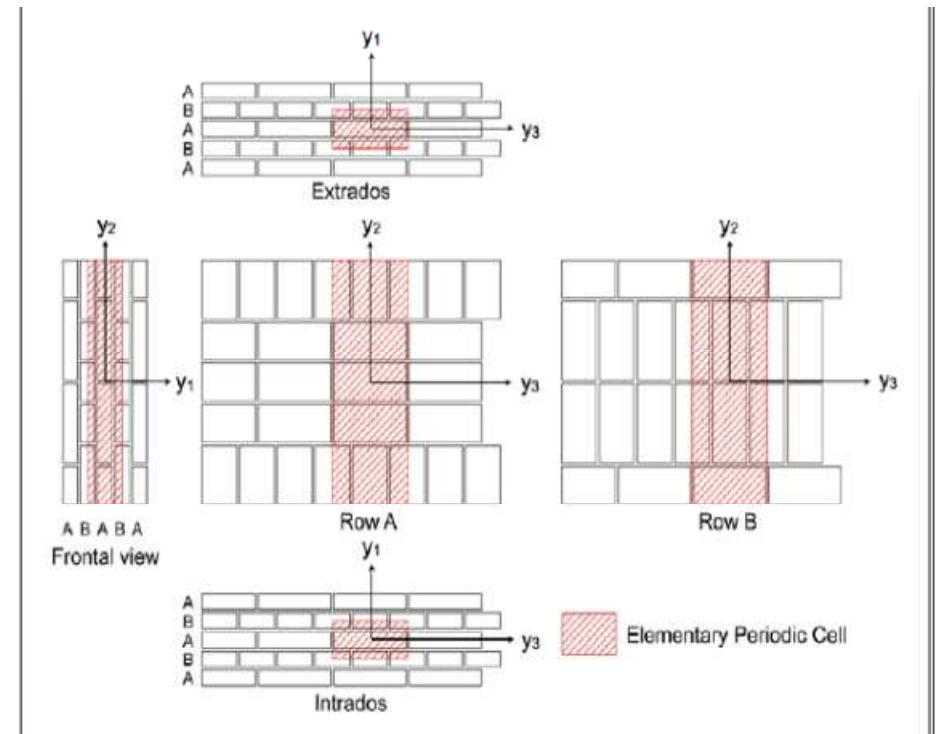 y1
A
B
A
B
A
y3
Extrados
y2
y1
A B A B A
Frontal view
y2
y3
Row A
y2
y3
Row B
y1
A
B
A
B
A
y3
Intrados
Elementary Periodic Cell